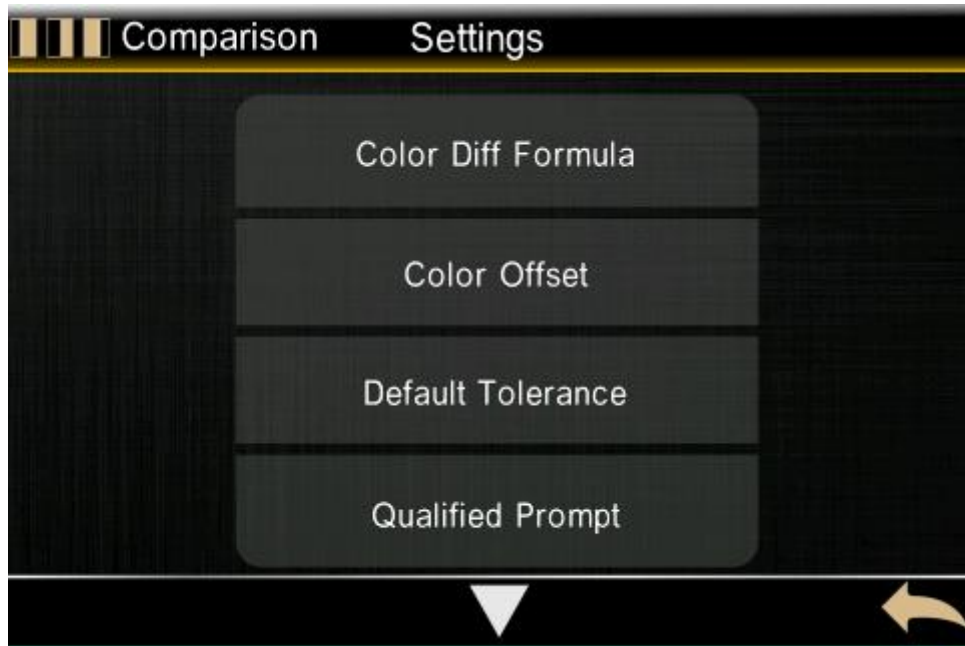 Comparison Settings
Color Diff Formula
Color Offset
Default Tolerance
Qualified Prompt